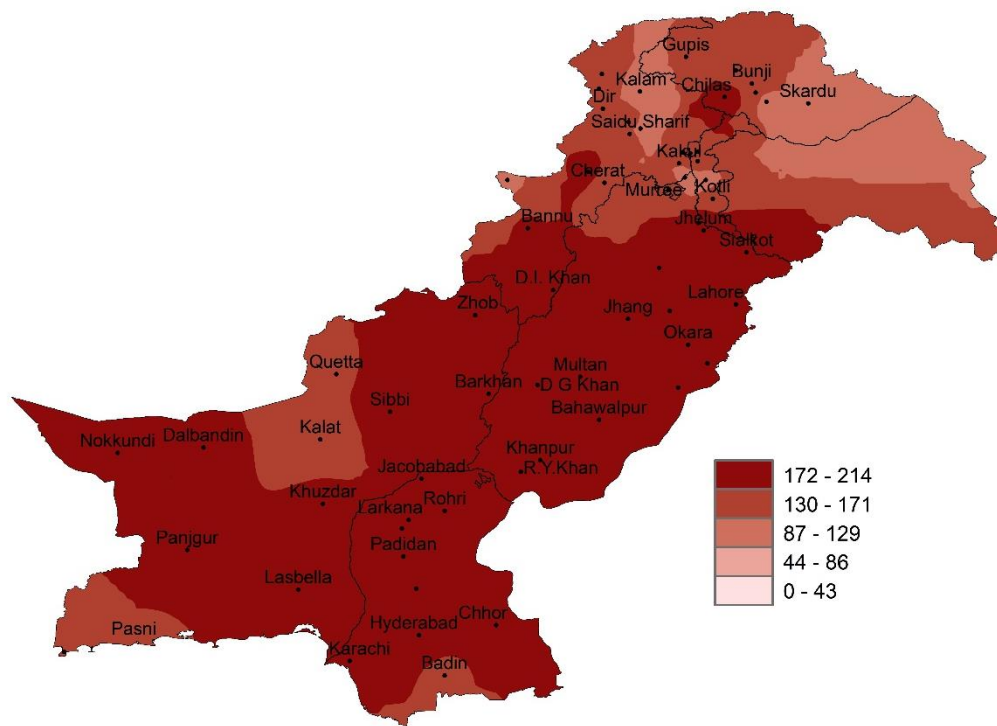 Gupis
Kalam
Bunji
Chilas
Skardu
Dir
Saidu Sharif
Kakul
Cherat
Murree
Kotli
Bannu
Jhelum
Sialkot
D.I. Khan
Zhob
Lahore
Jhang
Okara
Quetta
Multan
Barkhan
D G Khan
Sibbi
Bahawalpur
Kalat
Nokkundi
Dalbandin
Khanpur
R.Y.Khan
Jacobabad
Khuzdar
Rohri
Larkana
Panjgur
Padidan
Lasbella
Chhor
Pasni
Hyderabad
Karachi
Badin
172 - 214
130 - 171
87 - 129
44 - 86
0 - 43